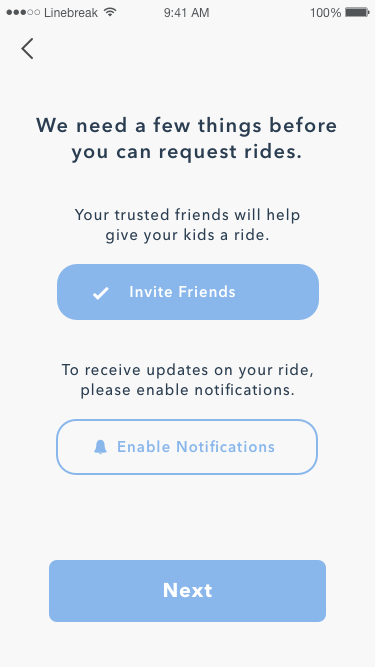 Linebreak 9:41 AM 100%
We need a few things before
you can request rides.
Your trusted friends will help
give your kids a ride.
Invite Friends
To receive updates on your ride,
please enable notifications.
Enable Notifications
Next